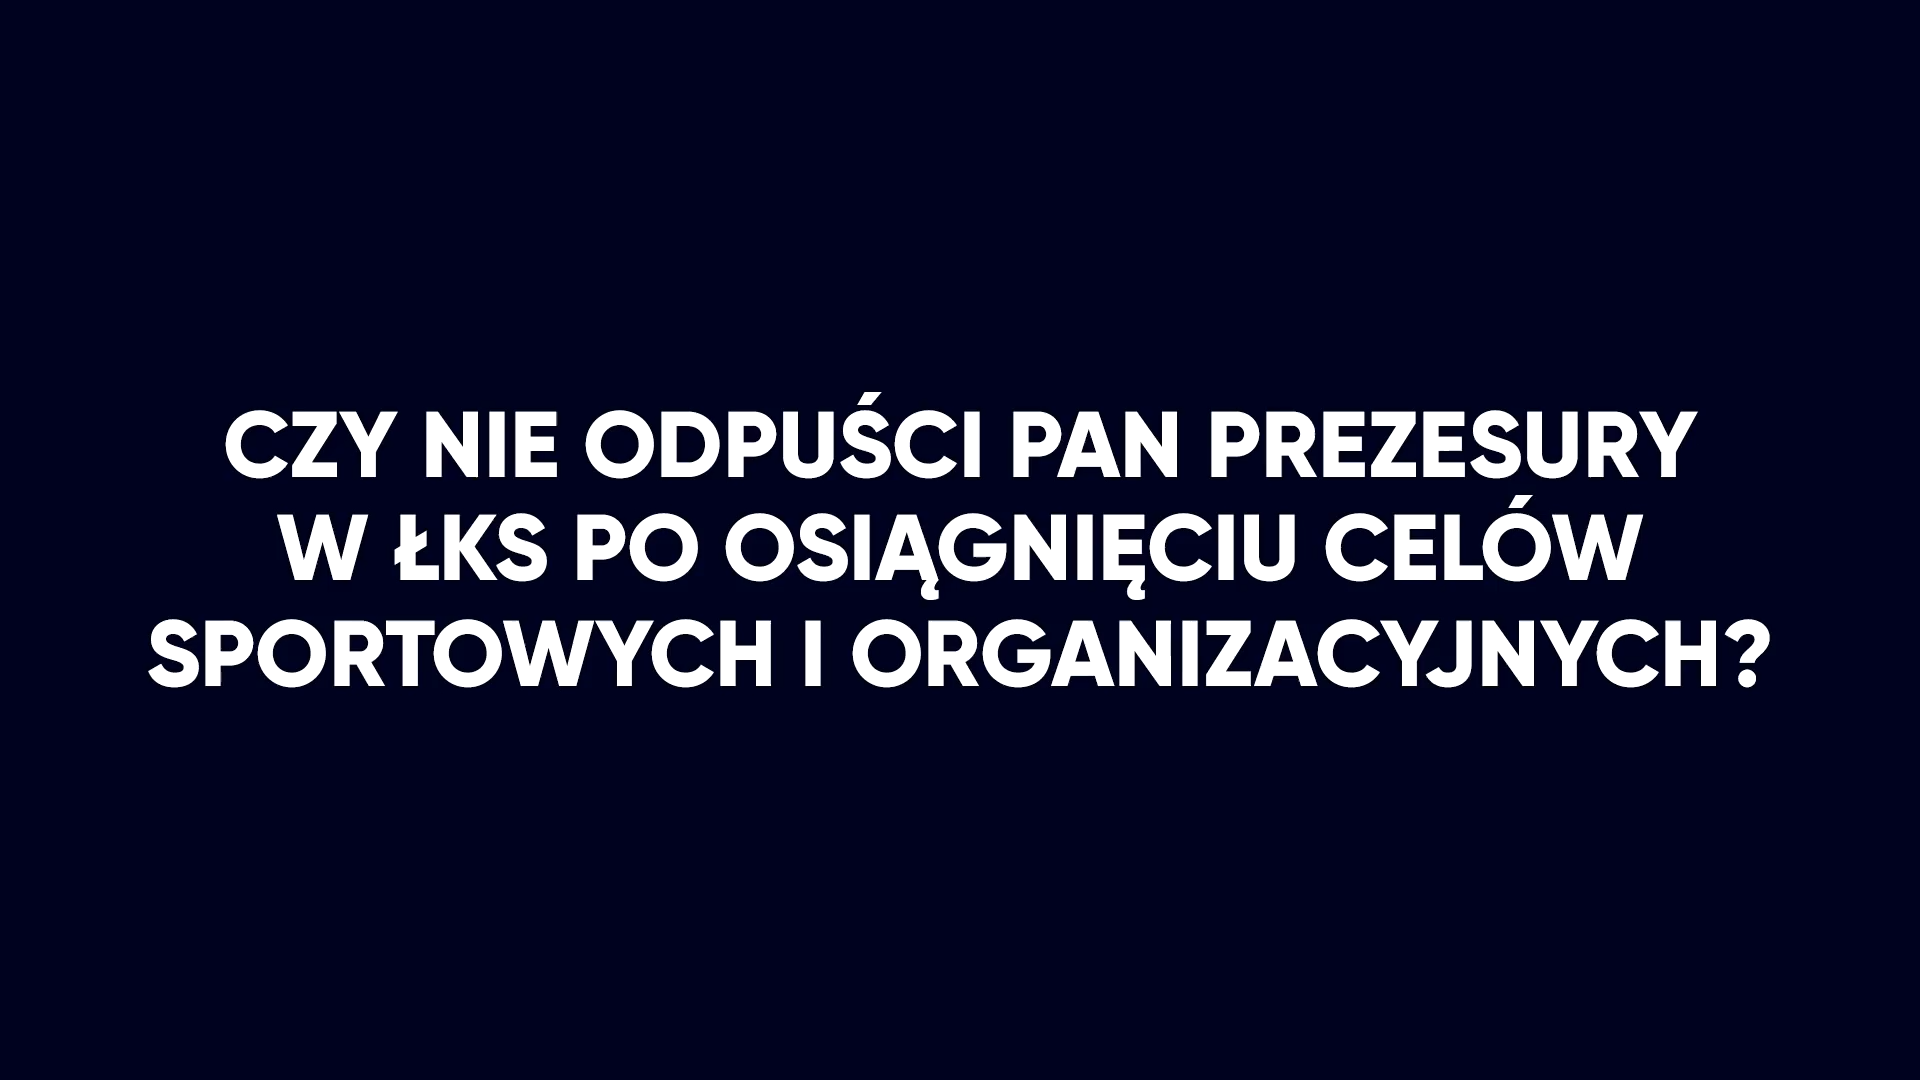 CZY NIE ODPUŚCI PAN PREZESURY
W ŁKS PO OSIĄGNIĘCIU CELÓW
SPORTOWYCH I ORGANIZACYJNYCH?